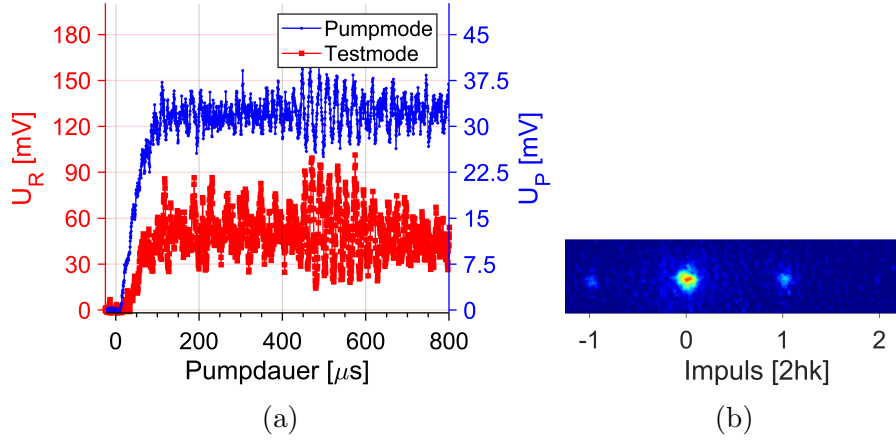 Pumpmode
Testmode
180
150
120
90
60
30
0
U_R [mV]
45
37.5
30
22.5
15
7.5
0
U_P [mV]
0 200 400 600 800
Pumpdauer [μs]
(a)
-1 0 1 2
Impuls [2hk]
(b)